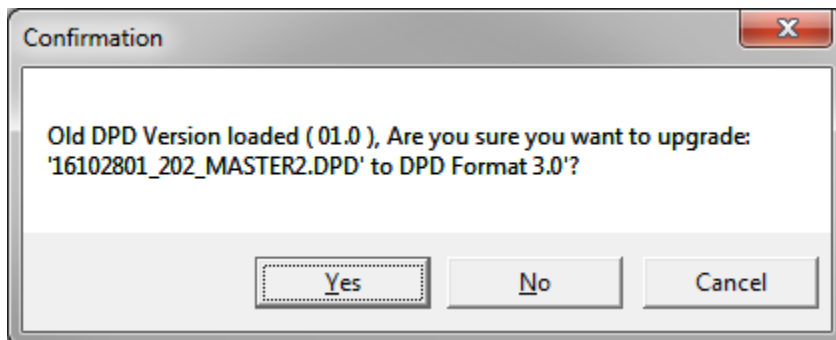 Confirmation
Old DPD Version loaded ( 01.0 ), Are you sure you want to upgrade:
'16102801_202_MASTER2.DPD' to DPD Format 3.0'?
Yes No Cancel